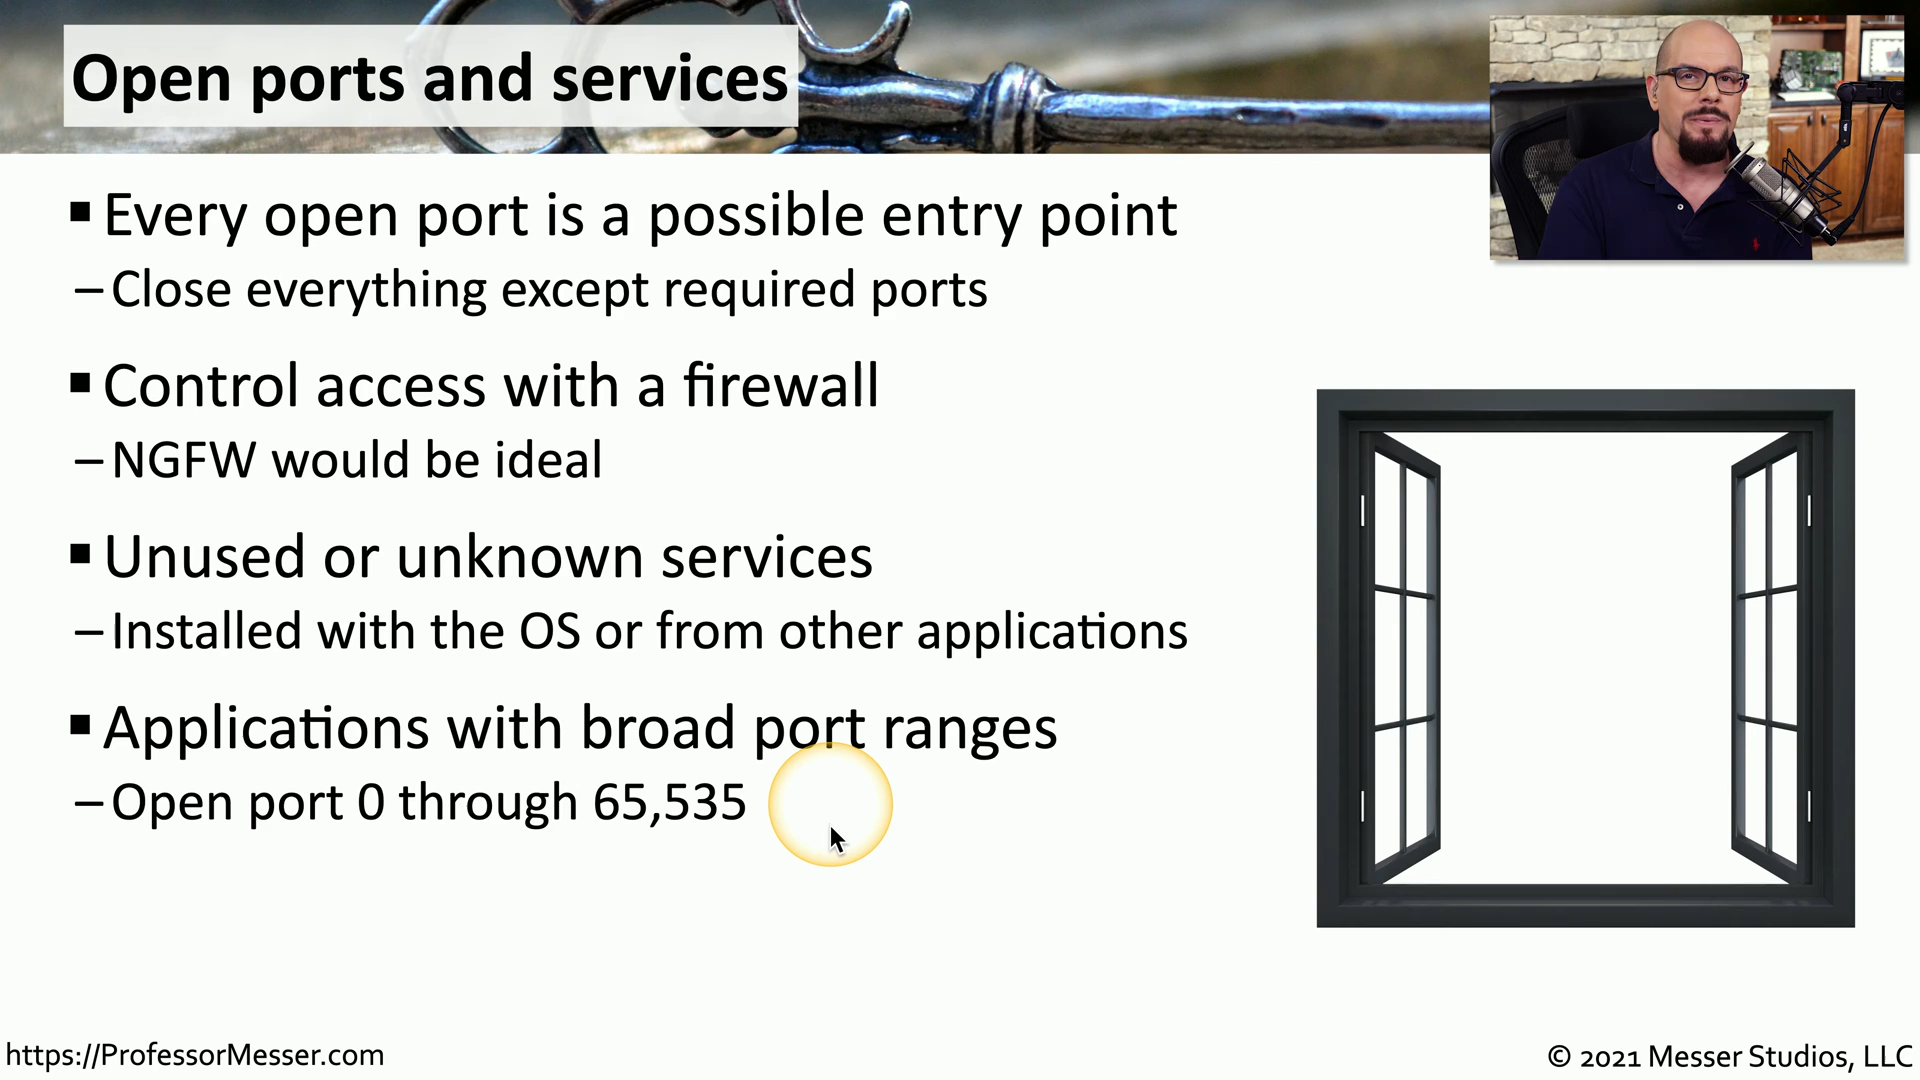 Open ports and services
▪ Every open port is a possible entry point
– Close everything except required ports
▪ Control access with a firewall
– NGFW would be ideal
▪ Unused or unknown services
– Installed with the OS or from other applications
▪ Applications with broad port ranges
– Open port 0 through 65,535
https://ProfessorMesser.com
© 2021 Messer Studios, LLC